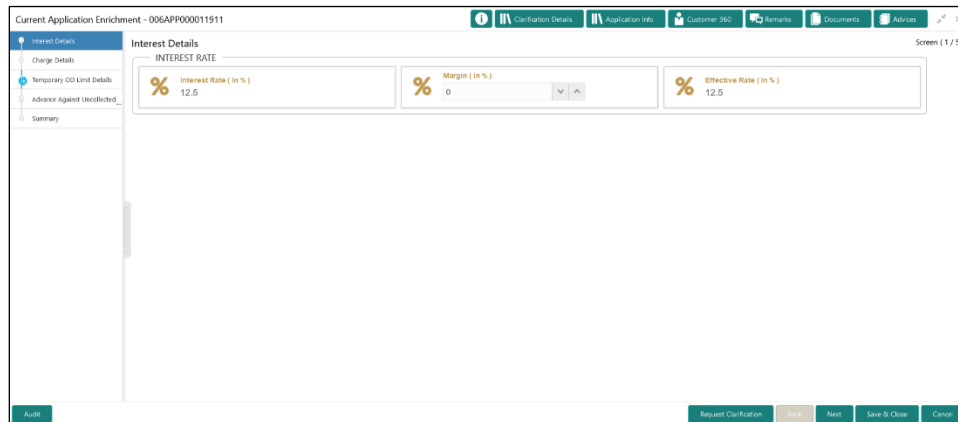 Current Application Enrichment - 006APP000011911
Clarification Details
Application Info
Customer 360
Remarks
Documents
Advices
Interest Details
Charge Details
Temporary OD Limit Details
Advance Against Uncollected ...
Summary
Interest Details
Screen ( 1 / 5
INTEREST RATE
Interest Rate ( In % )
12.5
Margin ( In % )
0
Effective Rate ( In % )
12.5
Audit
Request Clarification
Back
Next
Save & Close
Cancel